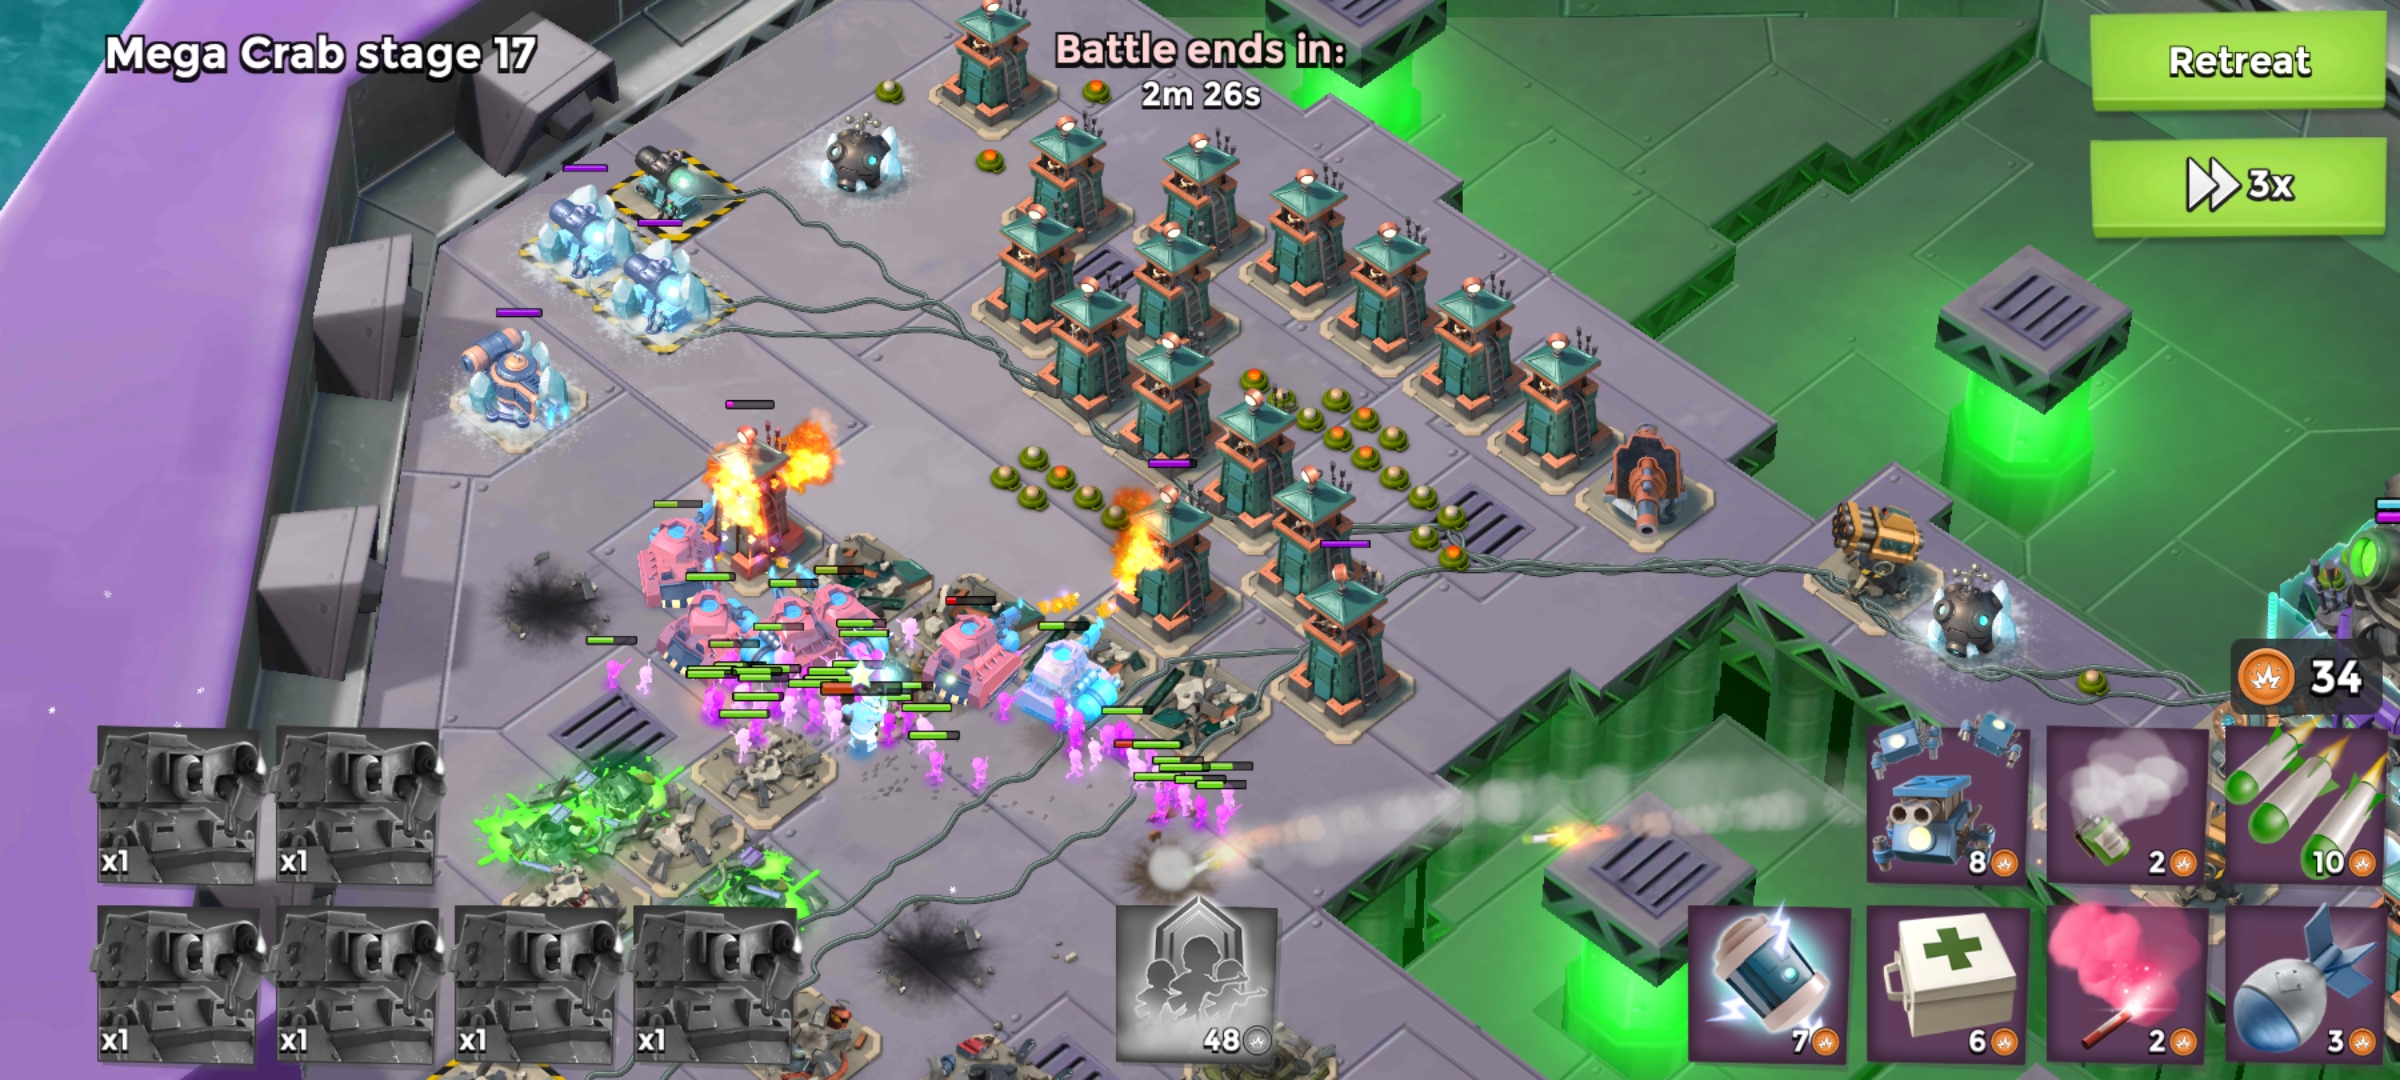 Mega Crab stage 17
Battle ends in:
2m 26s
Retreat
3x
34
x1
x1
8
2
10
x1
x1
x1
x1
48
7
6
2
3